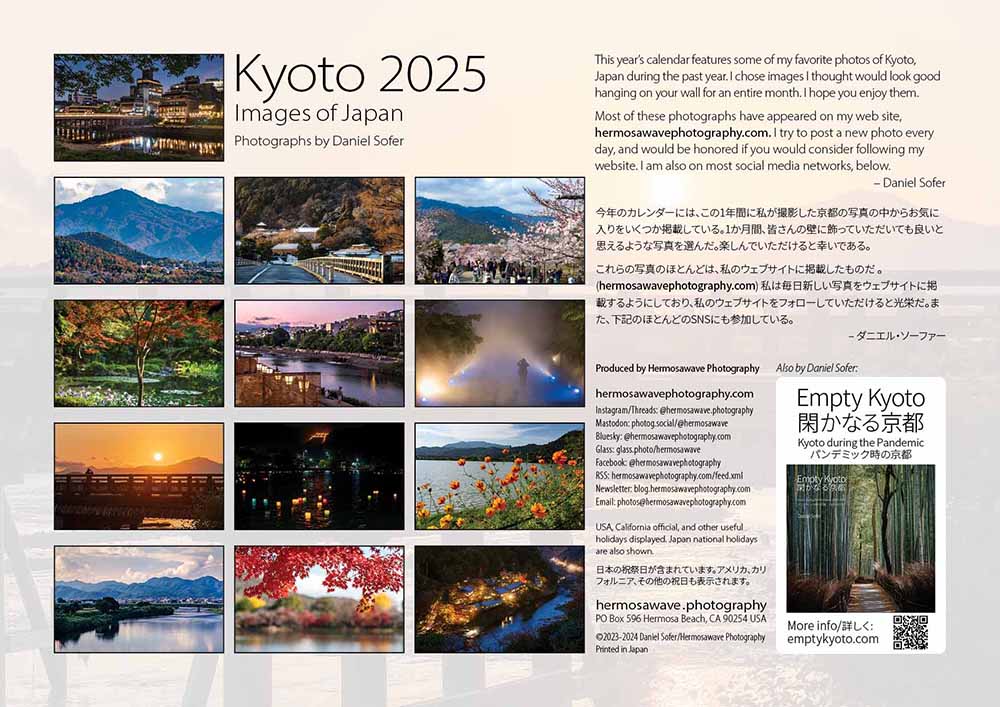 Kyoto 2025
Images of Japan
Photographs by Daniel Sofer
This year's calendar features some of my favorite photos of Kyoto,
Japan during the past year. I chose images I thought would look good
hanging on your wall for an entire month. I hope you enjoy them.
Most of these photographs have appeared on my web site,
hermosawavephotography.com. I try to post a new photo every
day, and would be honored if you would consider following my
website. I am also on most social media networks, below.
– Daniel Sofer
今年のカレンダーには、この1年間に私が撮影した京都の写真の中からお気に
入りをいくつか掲載している。1か月間、皆さんの壁に飾っていただいても良いと
思えるような写真を選んだ。楽しんでいただけると幸いである。
これらの写真のほとんどは、私のウェブサイトに掲載したものだ 。
(hermosawavephotography.com) 私は毎日新しい写真をウェブサイトに掲
載するようにしており、私のウェブサイトをフォローしていただけると光栄だ。ま
た、下記のほとんどのSNSにも参加している。
– ダニエル・ソーファー
Produced by Hermosawave Photography
hermosawavephotography.com
Instagram/Threads: @hermosawave.photography
Mastodon: photog.social/@hermosawave
Bluesky: @hermosawavephotography.com
Glass: glass.photo/hermosawave
Facebook: @hermosawavephotography
RSS: hermosawavephotography.com/feed.xml
Newsletter: blog.hermosawavephotography.com
Email: photos@hermosawavephotography.com
USA, California official, and other useful
holidays displayed. Japan national holidays
are also shown.
日本の祝祭日が含まれています。アメリカ、カリ
フォルニア、その他の祝日も表示されます。
hermosawave.photography
PO Box 596 Hermosa Beach, CA 90254 USA
©2023-2024 Daniel Sofer/Hermosawave Photography
Printed in Japan
Also by Daniel Sofer:
Empty Kyoto
閑かなる京都
Kyoto during the Pandemic
パンデミック時の京都
Empty Kyoto
閑かなる京都
Daniel Sofer
More info/詳しく:
emptykyoto.com